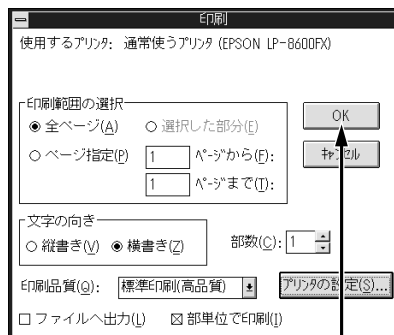 印刷
使用するプリンタ: 通常使うプリンタ (EPSON LP-8600FX)
印刷範囲の選択
全ページ(A) 選択した部分(E)
ページ指定(P) 1 ページから(F):
1 ページまで(T):
OK
キャンセル
文字の向き
縦書き(V) 横書き(Z)
部数(C): 1
印刷品質(Q): 標準印刷(高品質)
プリンタの設定(S)...
ファイルへ出力(L) 部単位で印刷(I)